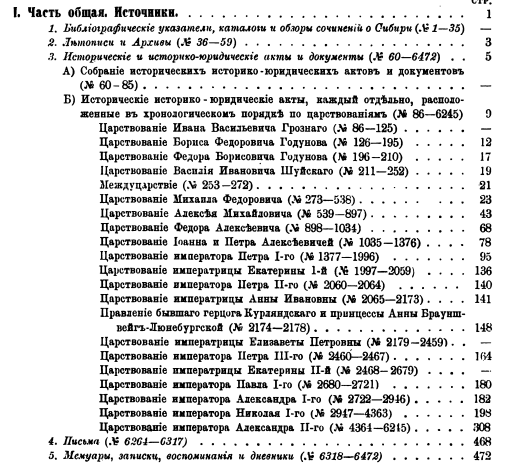 СТР.
I. Часть общая. Источники. . . . . . . . . . . . . . . . 1
1. Библіографическіе указатели, каталоги и обзоры сочиненій о Сибири (№ 1—35) —
2. Лѣтописи и Архивы (№ 36—59) . . . . . . . . . . . . . . 3
3. Историческіе и историко-юридическіе акты и документы (№ 60—6472) . . 5
А) Собраніе историческихъ историко-юридическихъ актовъ и документовъ
(№ 60—85) . . . . . . . . . . . . . . . . . . . —
Б) Историческіе историко-юридическіе акты, каждый отдѣльно, располо-
женные въ хронологическомъ порядкѣ по царствованіямъ (№ 86—6245) 9
Царствованіе Ивана Васильевича Грознаго (№ 86—125) . . . . . —
Царствованіе Бориса Федоровича Годунова (№ 126—195) . . . . 12
Царствованіе Федора Борисовича Годунова (№ 196—210) . . . . 17
Царствованіе Василія Ивановича Шуйскаго (№ 211—252) . . . . 19
Междуцарствіе (№ 253—272) . . . . . . . . . . . . . 21
Царствованіе Михаила Федоровича (№ 273—538) . . . . . . . 23
Царствованіе Алексѣя Михайловича (№ 539—897) . . . . . . . 43
Царствованіе Федора Алексѣевича (№ 898—1034) . . . . . . . 68
Царствованіе Іоанна и Петра Алексѣевичей (№ 1035—1376) . . . 78
Царствованіе императора Петра I-го (№ 1377—1996) . . . . . . 95
Царствованіе императрицы Екатерины 1-й (№ 1997—2059) . . . . 136
Царствованіе императора Петра II-го (№ 2060—2064) . . . . . . 140
Царствованіе императрицы Анны Ивановны (№ 2065—2173) . . . . 141
Правленіе бывшаго герцога Курляндскаго и принцессы Анны Брауншвейгъ-
вейгъ-Люнебургской (№ 2174—2178) . . . . . . . . . . . . 148
Царствованіе императрицы Елизаветы Петровны (№ 2179—2459) . . . —
Царствованіе императора Петра III-го (№ 2460—2467) . . . . . . 164
Царствованіе императрицы Екатерины II-й (№ 2468—2679) . . . . —
Царствованіе императора Павла I-го (№ 2680—2721) . . . . . . 180
Царствованіе императора Александра I-го (№ 2722—2946) . . . . 182
Царствованіе императора Николая I-го (№ 2947—4363) . . . . . 198
Царствованіе императора Александра II-го (№ 4364—6245) . . . . 308
4. Письма (№ 6264—6317) . . . . . . . . . . . . . . . . . 468
5. Мемуары, записки, воспоминанія и дневники (№ 6318—6472) . . . . . 472